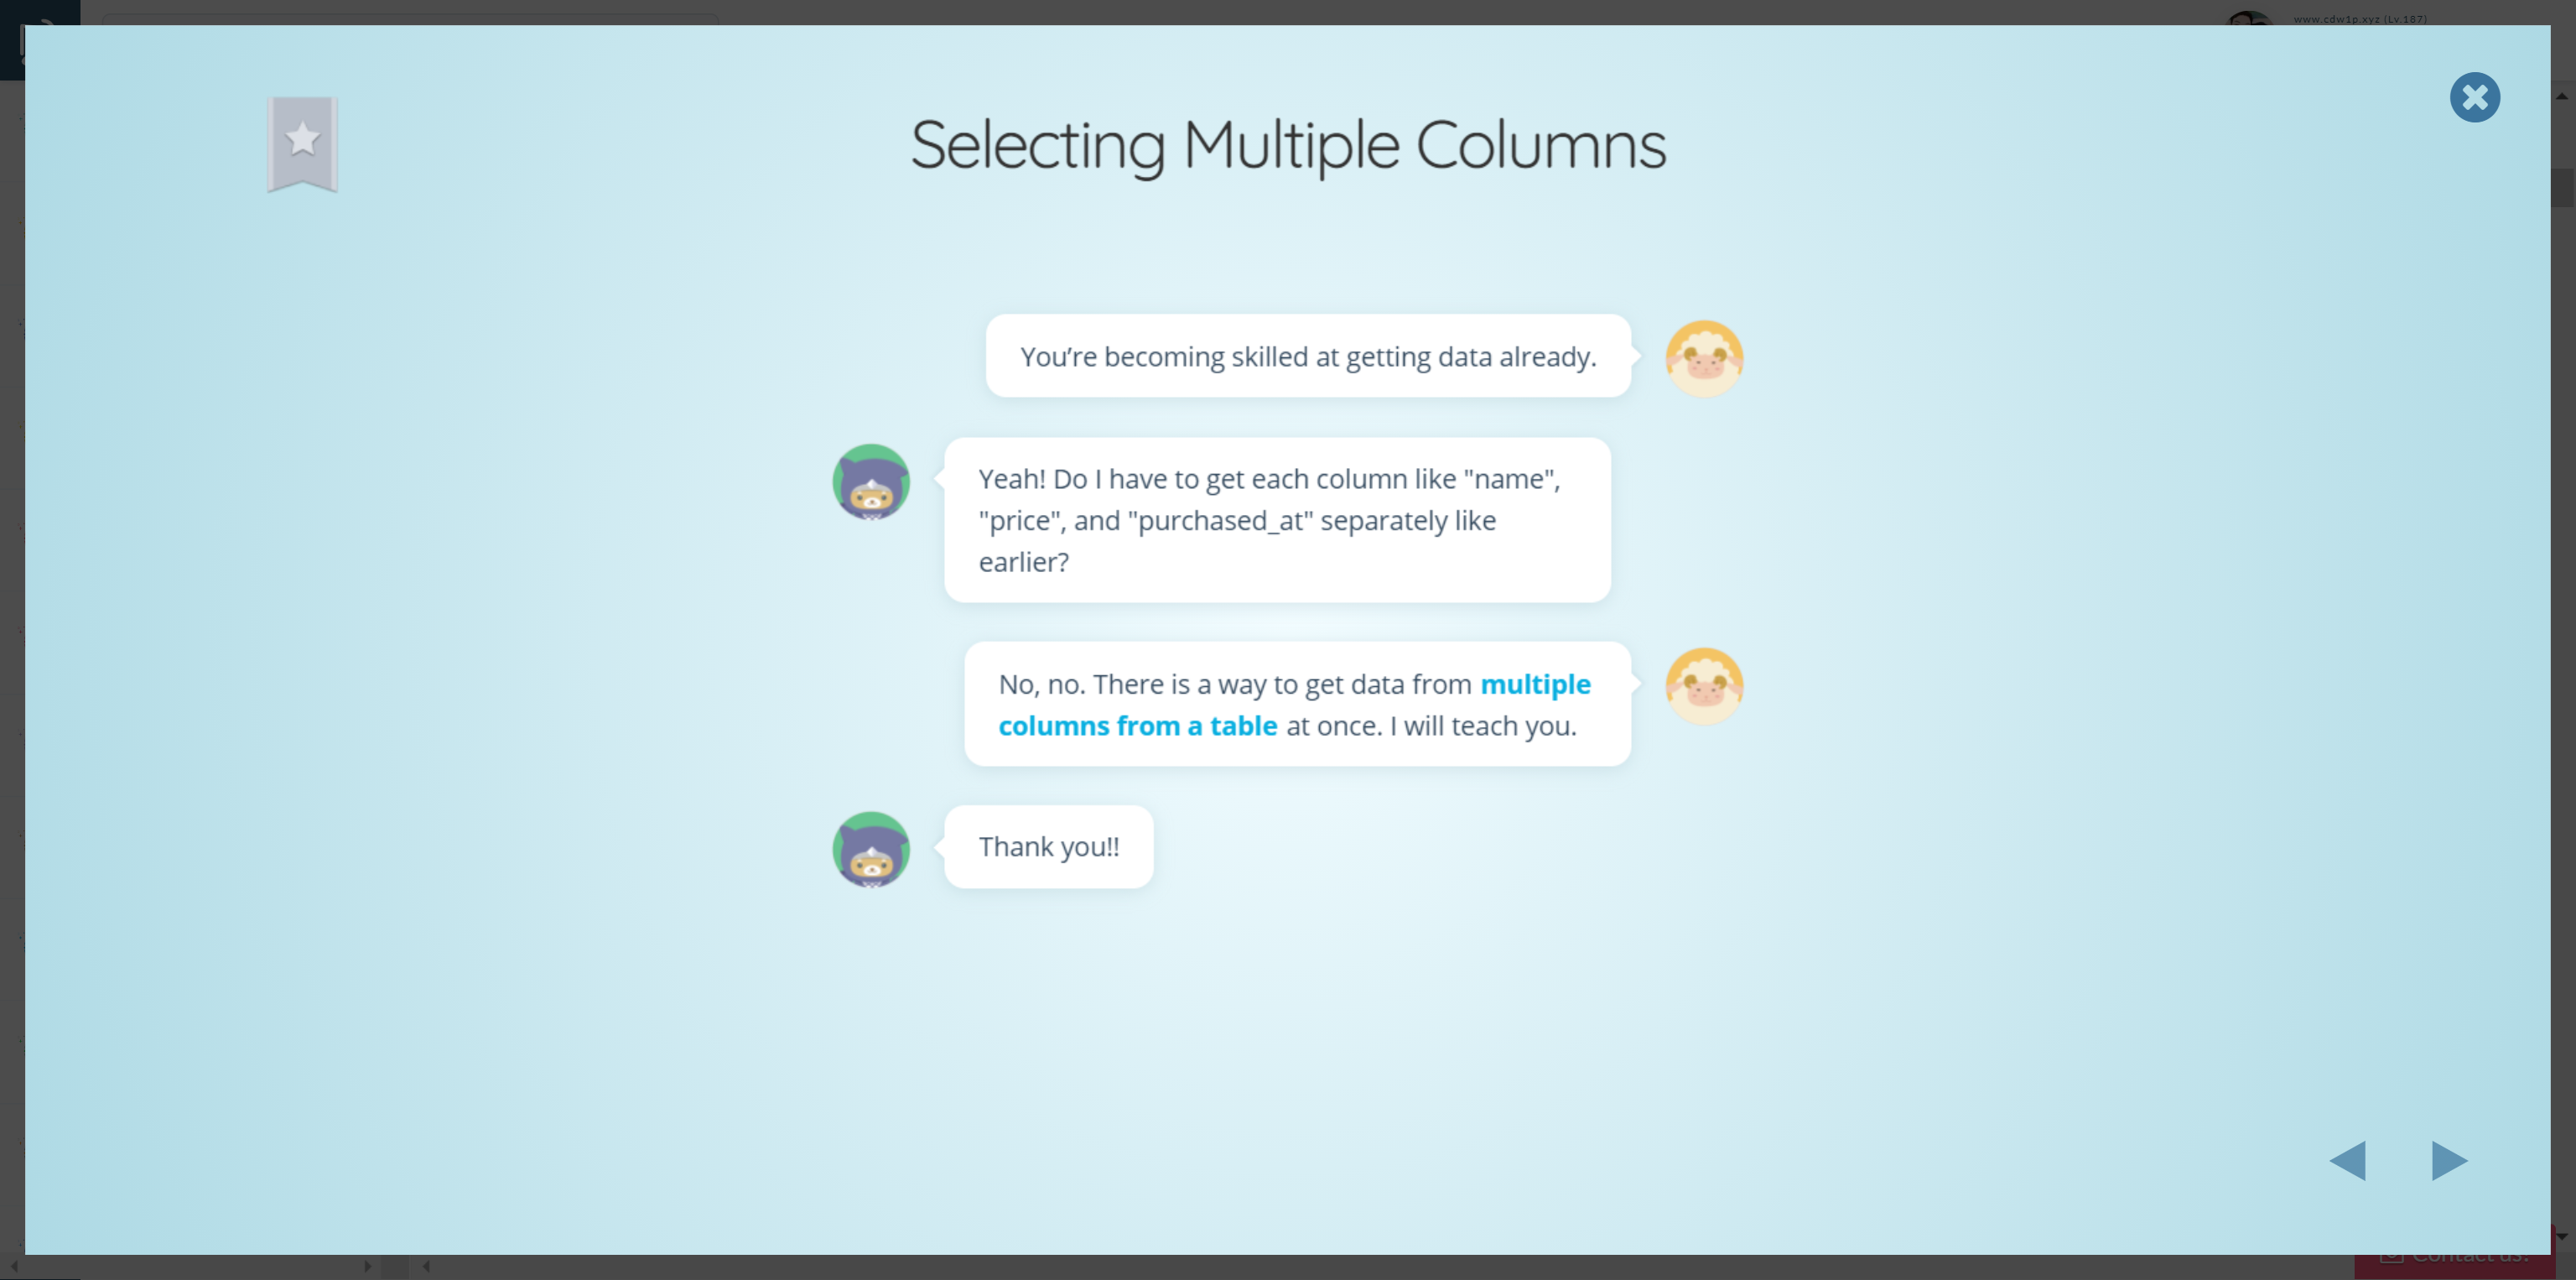 www.cdw1p.xyz (Lv.187)
Selecting Multiple Columns
You’re becoming skilled at getting data already.
Yeah! Do I have to get each column like "name",
"price", and "purchased_at" separately like
earlier?
No, no. There is a way to get data from multiple
columns from a table at once. I will teach you.
Thank you!!
Contact us!